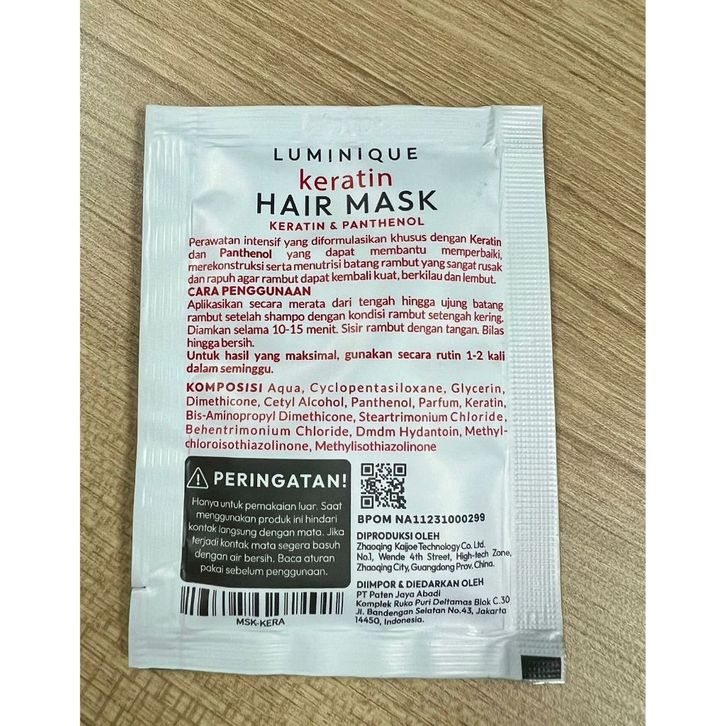 LUMINIQUE
keratin
HAIR MASK
KERATIN & PANTHENOL
Perawatan intensif yang diformulasikan khusus dengan Keratin
dan Panthenol yang dapat membantu memperbaiki,
merekonstruksi serta menutrisi batang rambut yang sangat rusak
dan rapuh agar rambut dapat kembali kuat, berkilau dan lembut.
CARA PENGGUNAAN
Aplikasikan secara merata dari tengah hingga ujung batang
rambut setelah shampo dengan kondisi rambut setengah kering.
Diamkan selama 10-15 menit. Sisir rambut dengan tangan. Bilas
hingga bersih.
Untuk hasil yang maksimal, gunakan secara rutin 1-2 kali
dalam seminggu.
KOMPOSISI Aqua, Cyclopentasiloxane, Glycerin,
Dimethicone, Cetyl Alcohol, Panthenol, Parfum, Keratin,
Bis-Aminopropyl Dimethicone, Steartrimonium Chloride,
Behentrimonium Chloride, Dmdm Hydantoin, Methyl-
chloroisothiazolinone, Methylisothiazolinone
PERINGATAN!
Hanya untuk pemakaian luar. Saat
menggunakan produk ini hindari
kontak langsung dengan mata. Jika
terjadi kontak mata segera basuh
dengan air bersih. Baca aturan
pakai sebelum penggunaan.
MSK-KERA
BPOM NA11231000299
DIPRODUKSI OLEH
Zhaoqing Kaijoe Technology Co. Ltd.
No.1, Wende 4th Street, High-tech Zone,
Zhaoqing City, Guangdong Prov. China.
DIIMPOR & DIEDARKAN OLEH
PT Paten Jaya Abadi
Komplek Ruko Puri Deltamas Blok C.30
Jl. Bandengan Selatan No.43, Jakarta
14450, Indonesia.